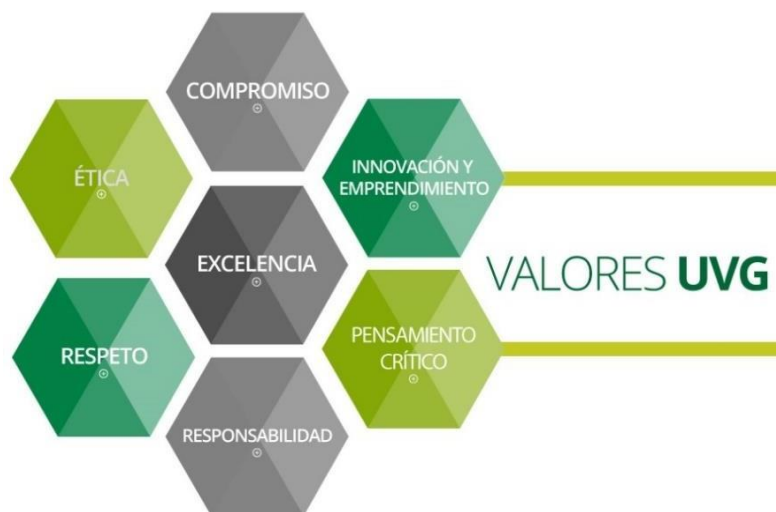 COMPROMISO
ÉTICA
INNOVACIÓN Y
EMPRENDIMIENTO
EXCELENCIA
VALORES UVG
RESPETO
PENSAMIENTO
CRÍTICO
RESPONSABILIDAD